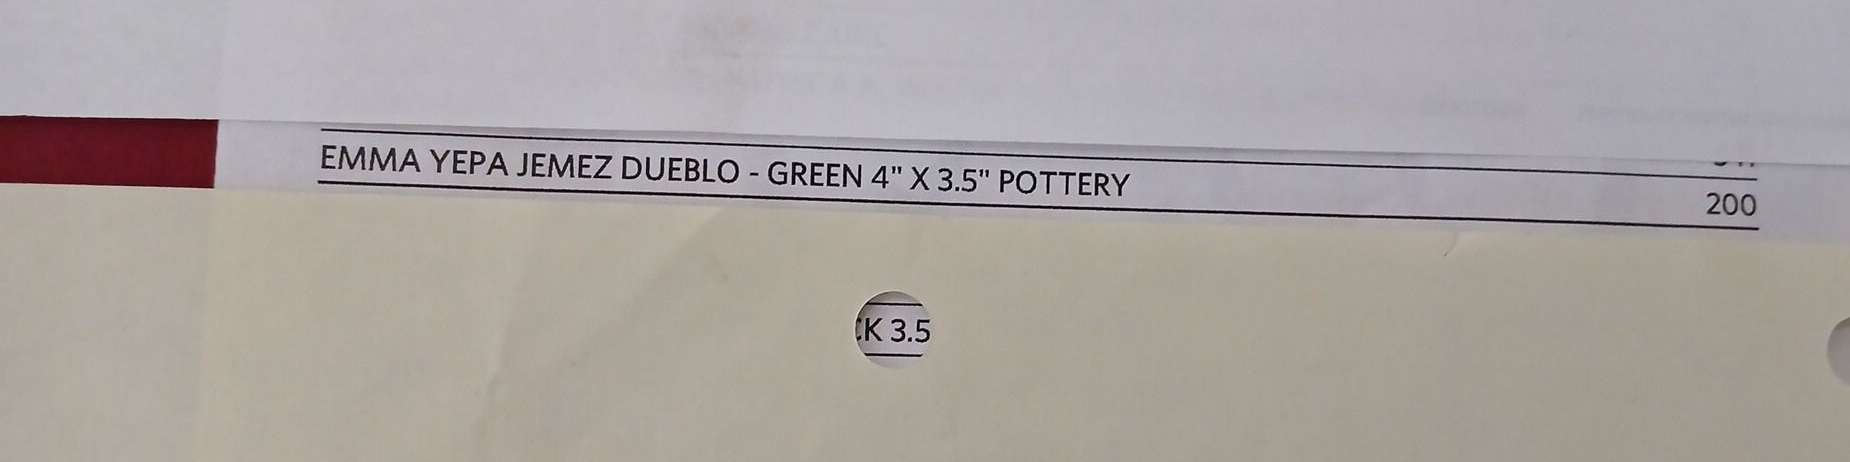 EMMA YEPA JEMEZ DUEBLO - GREEN 4" X 3.5" POTTERY 200
K 3.5